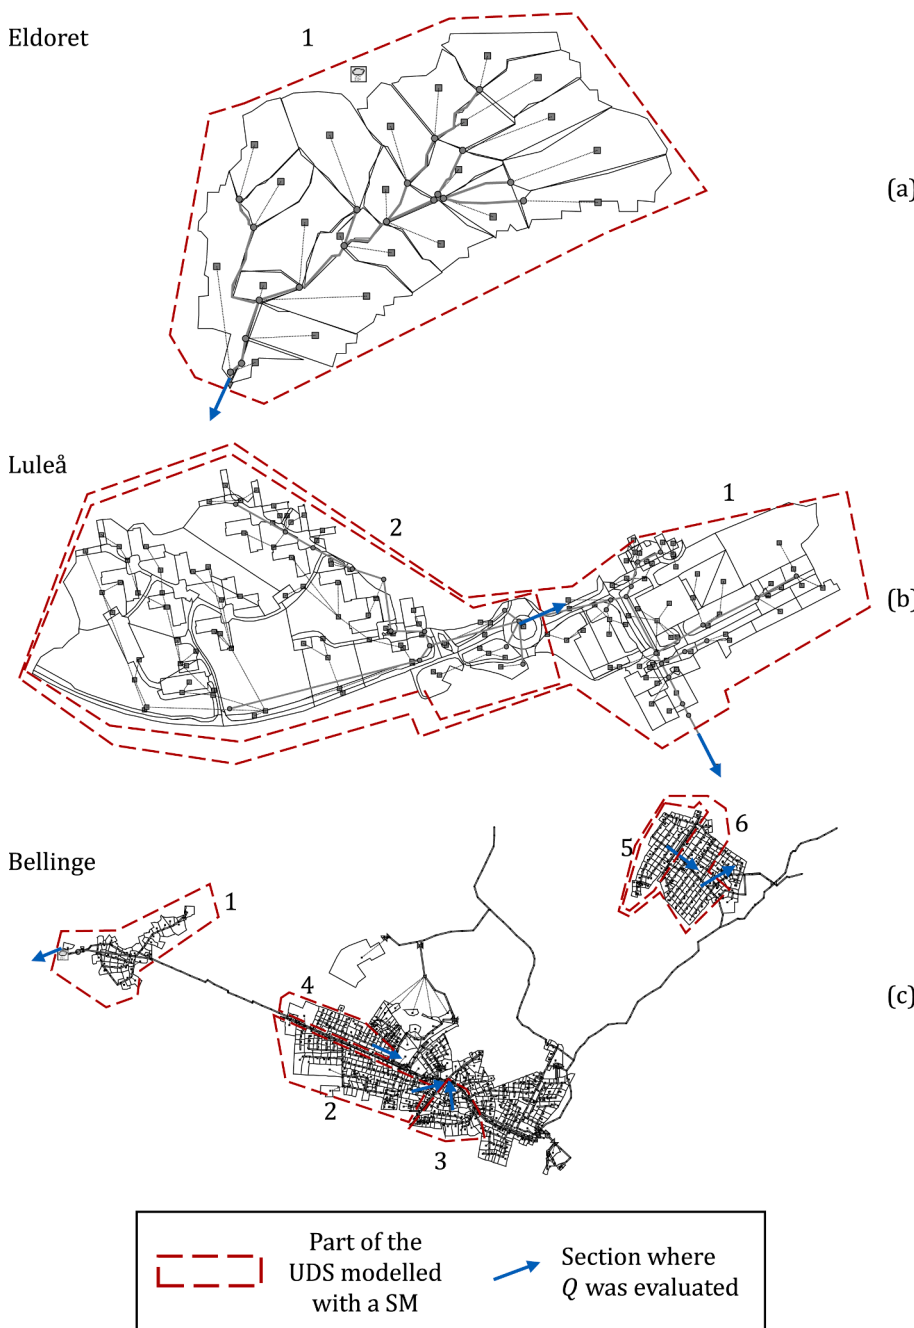 Eldoret
1
(a)
Luleå
2
1
(b)
Bellinge
1
4
2
3
5
6
(c)
Part of the
UDS modelled
with a SM
Section where
Q was evaluated